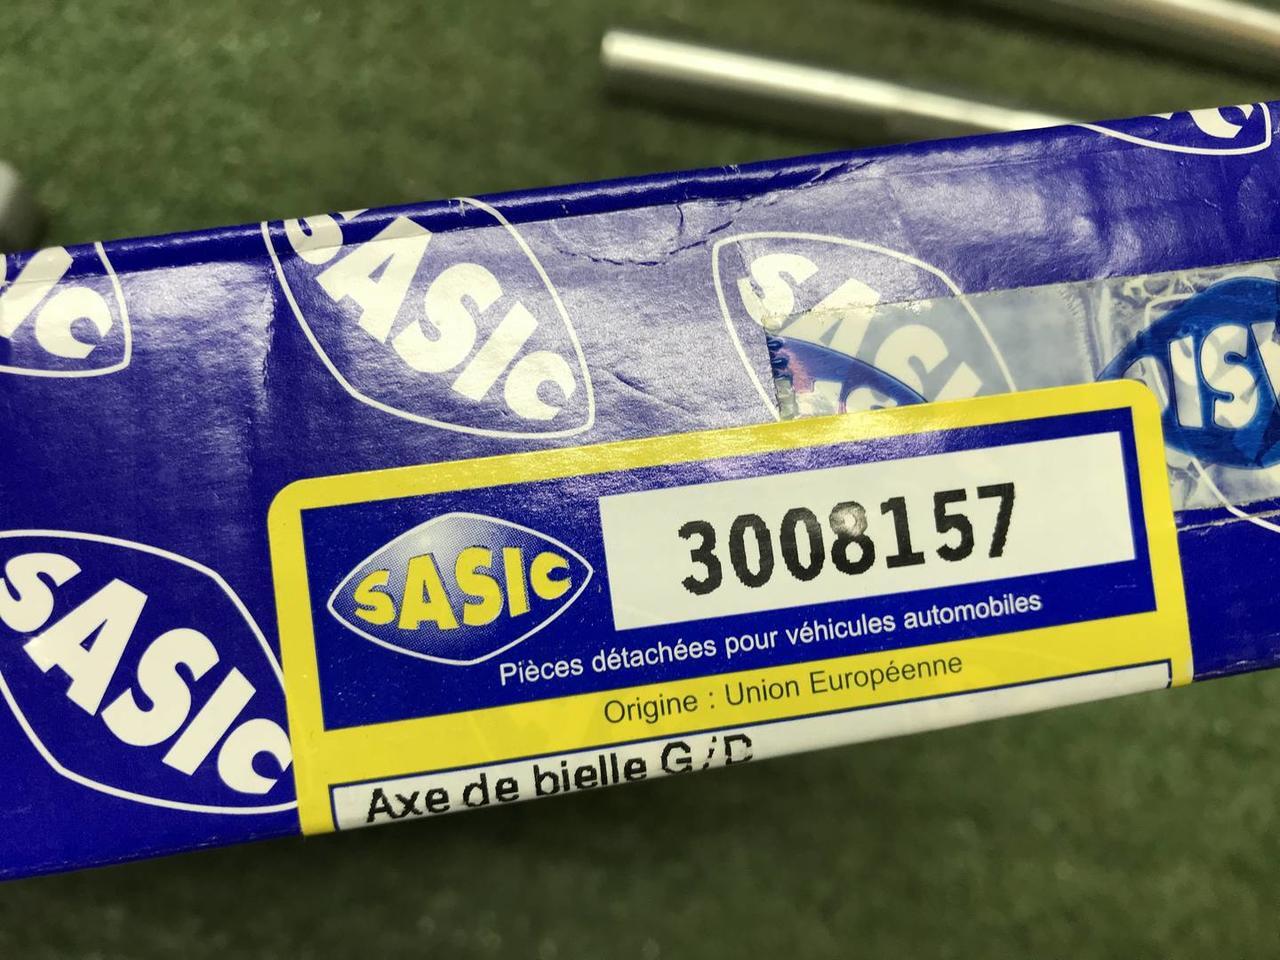 SASIC
SASIC
SASIC
3008157
SASIC
Pièces détachées pour véhicules automobiles
Origine : Union Européenne
Axe de bielle G/D
SASIC